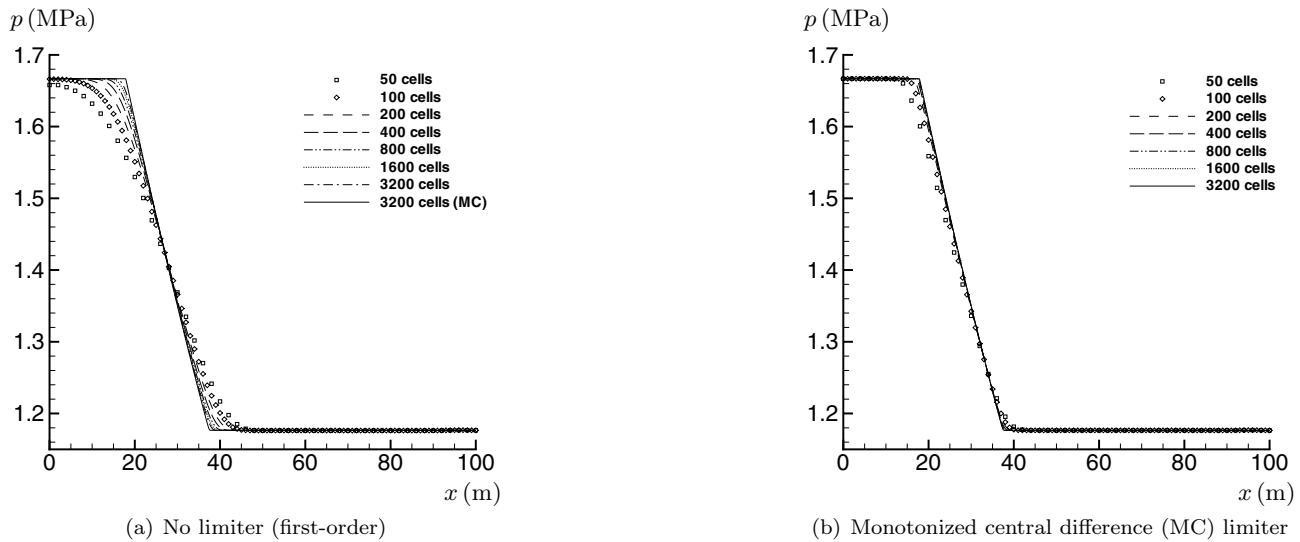 p (MPa)
1.7
1.6
1.5
1.4
1.3
1.2
0 20 40 60 80 100
x (m)
50 cells
100 cells
200 cells
400 cells
800 cells
1600 cells
3200 cells
3200 cells (MC)
(a) No limiter (first-order)
p (MPa)
1.7
1.6
1.5
1.4
1.3
1.2
0 20 40 60 80 100
x (m)
50 cells
100 cells
200 cells
400 cells
800 cells
1600 cells
3200 cells
(b) Monotonized central difference (MC) limiter